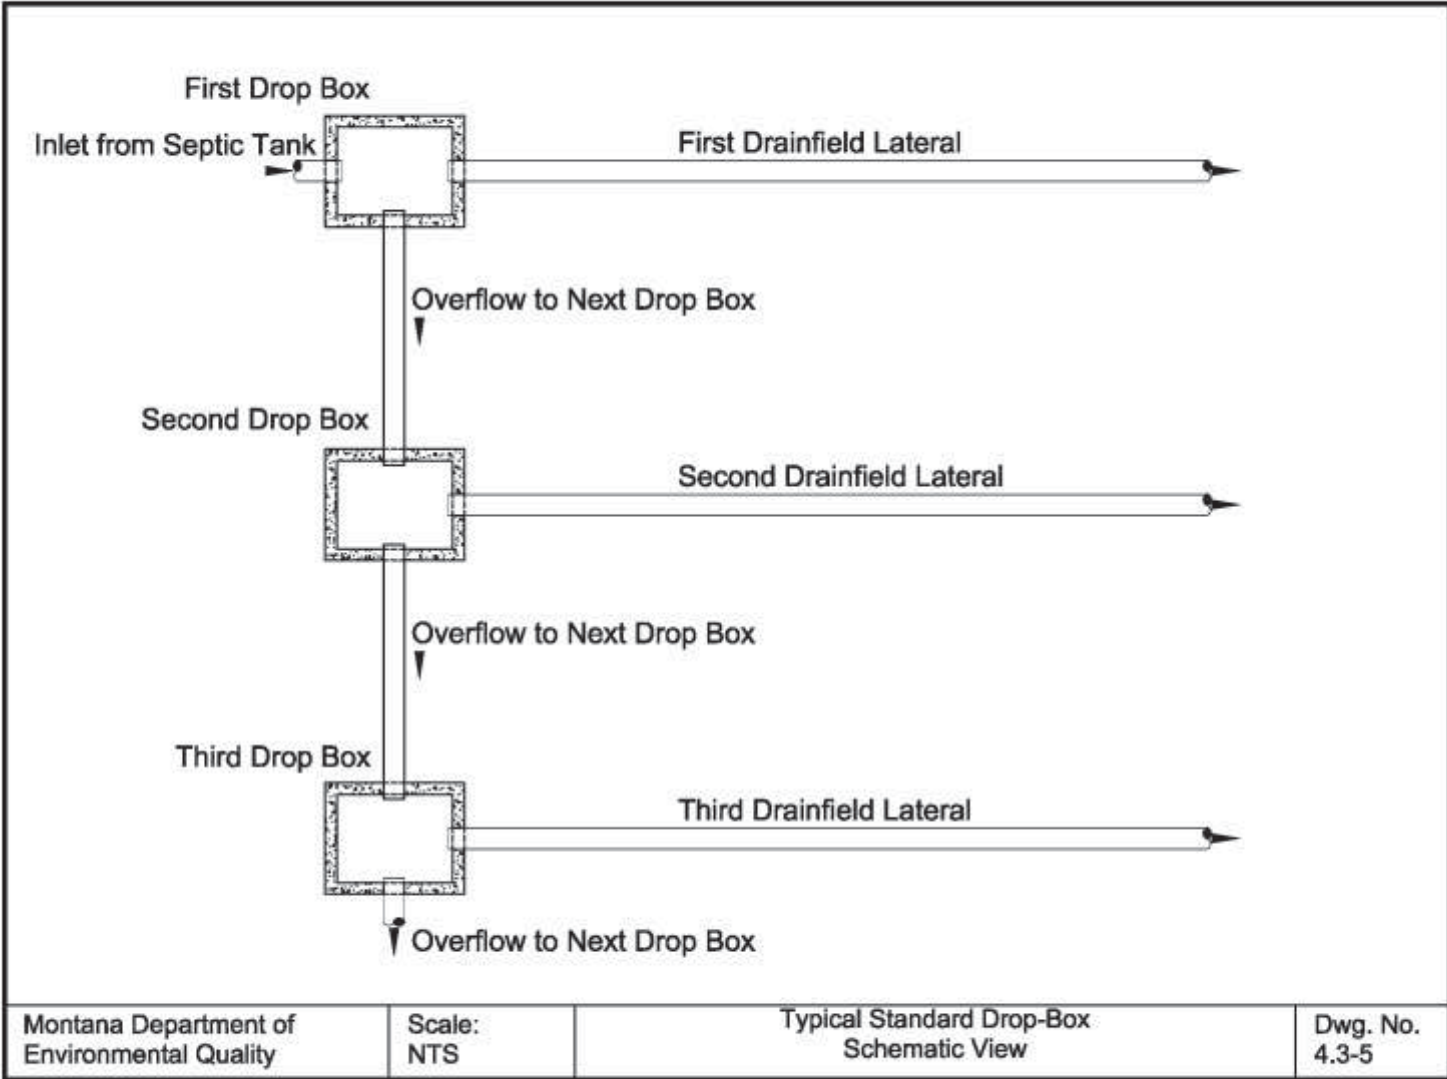 First Drop Box
Inlet from Septic Tank
First Drainfield Lateral
Overflow to Next Drop Box
Second Drop Box
Second Drainfield Lateral
Overflow to Next Drop Box
Third Drop Box
Third Drainfield Lateral
Overflow to Next Drop Box
Montana Department of
Environmental Quality
Scale:
NTS
Typical Standard Drop-Box
Schematic View
Dwg. No.
4.3-5